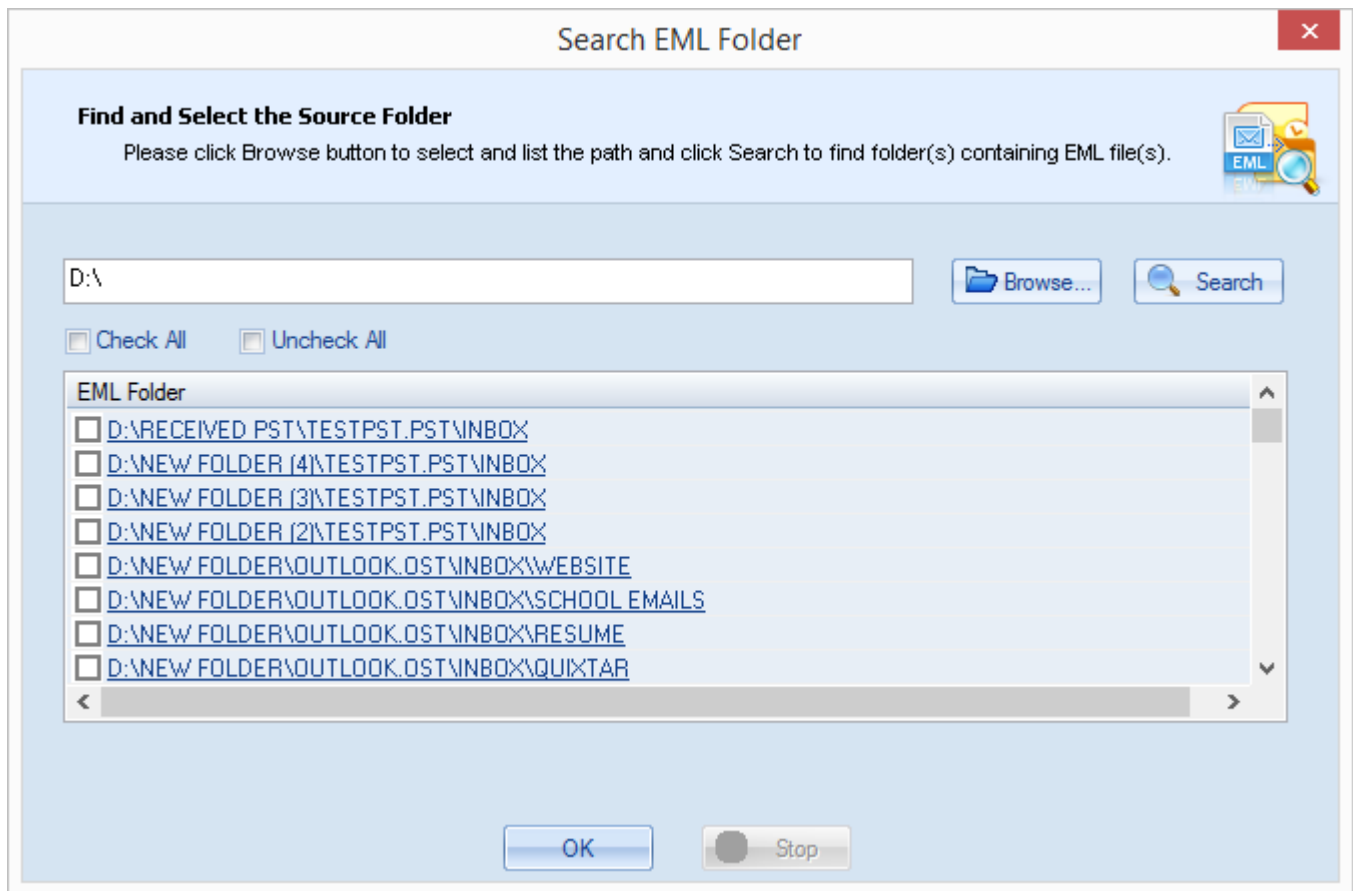 Search EML Folder
Find and Select the Source Folder
Please click Browse button to select and list the path and click Search to find folder(s) containing EML file(s).
EML
D:\
Browse...
Search
Check All
Uncheck All
EML Folder
D:\RECEIVED PST\TESTPST.PST\INBOX
D:\NEW FOLDER (4)\TESTPST.PST\INBOX
D:\NEW FOLDER (3)\TESTPST.PST\INBOX
D:\NEW FOLDER (2)\TESTPST.PST\INBOX
D:\NEW FOLDER\OUTLOOK.OST\INBOX\WEBSITE
D:\NEW FOLDER\OUTLOOK.OST\INBOX\SCHOOL EMAILS
D:\NEW FOLDER\OUTLOOK.OST\INBOX\RESUME
D:\NEW FOLDER\OUTLOOK.OST\INBOX\QUIXTAR
OK
Stop